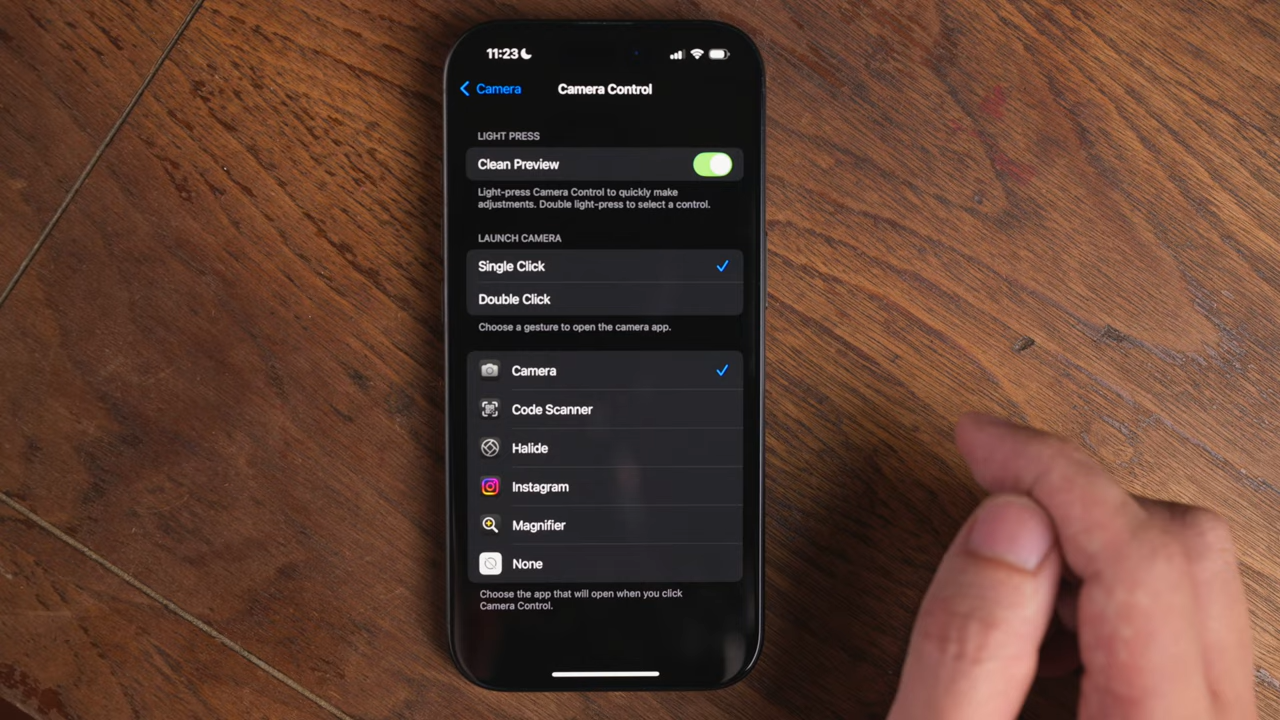 11:23
Camera
Camera Control
LIGHT PRESS
Clean Preview
Light-press Camera Control to quickly make
adjustments. Double light-press to select a control.
LAUNCH CAMERA
Single Click
Double Click
Choose a gesture to open the camera app.
Camera
Code Scanner
Halide
Instagram
Magnifier
None
Choose the app that will open when you click
Camera Control.